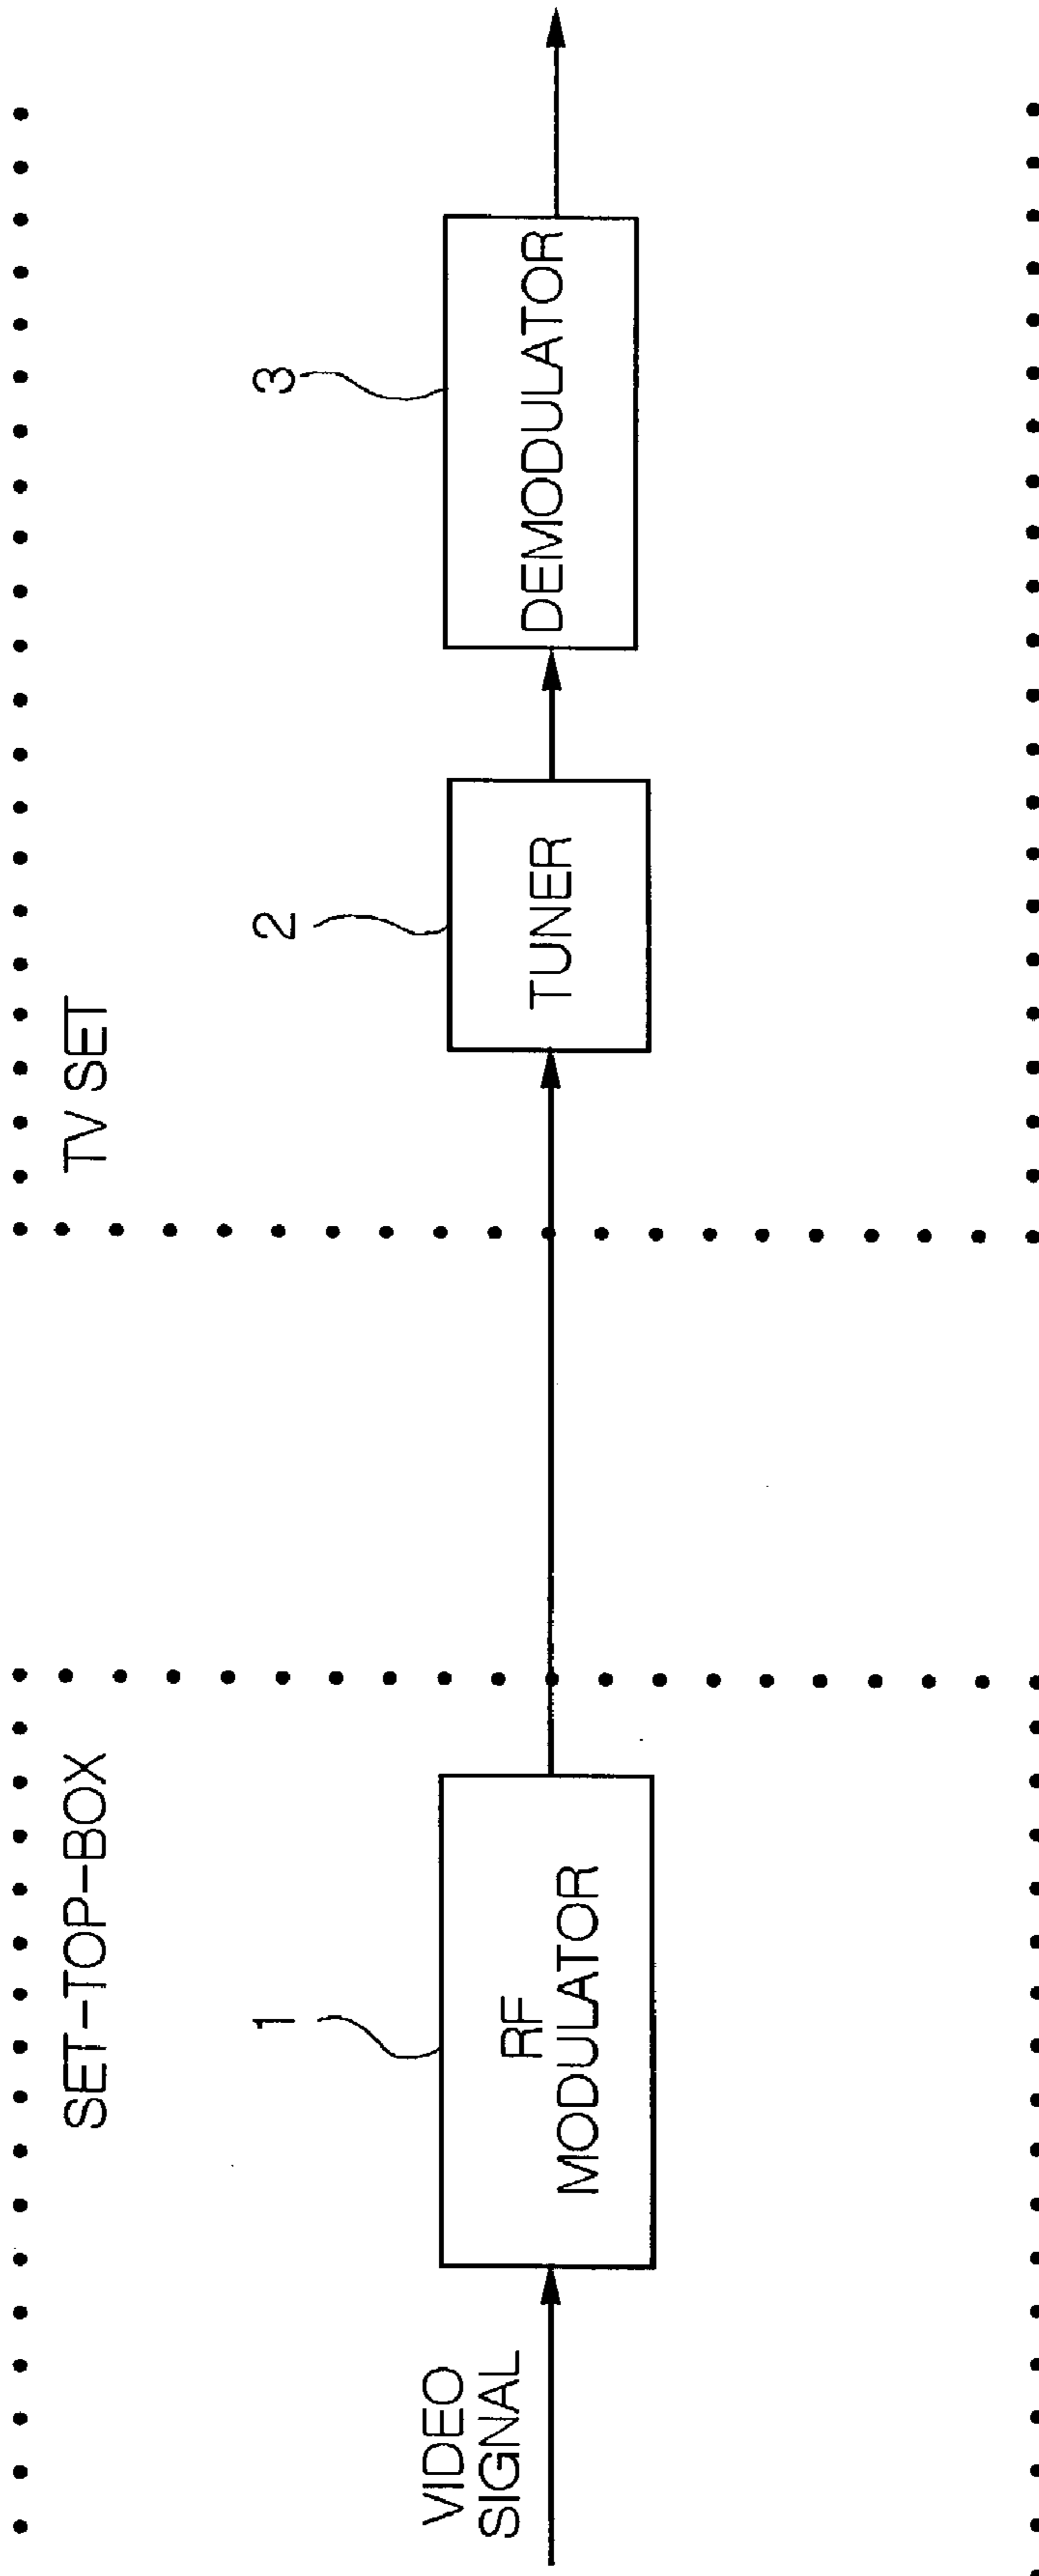 SET-TOP-BOX
TV SET
1
2
3
VIDEO
SIGNAL
RF
MODULATOR
TUNER
DEMODULATOR